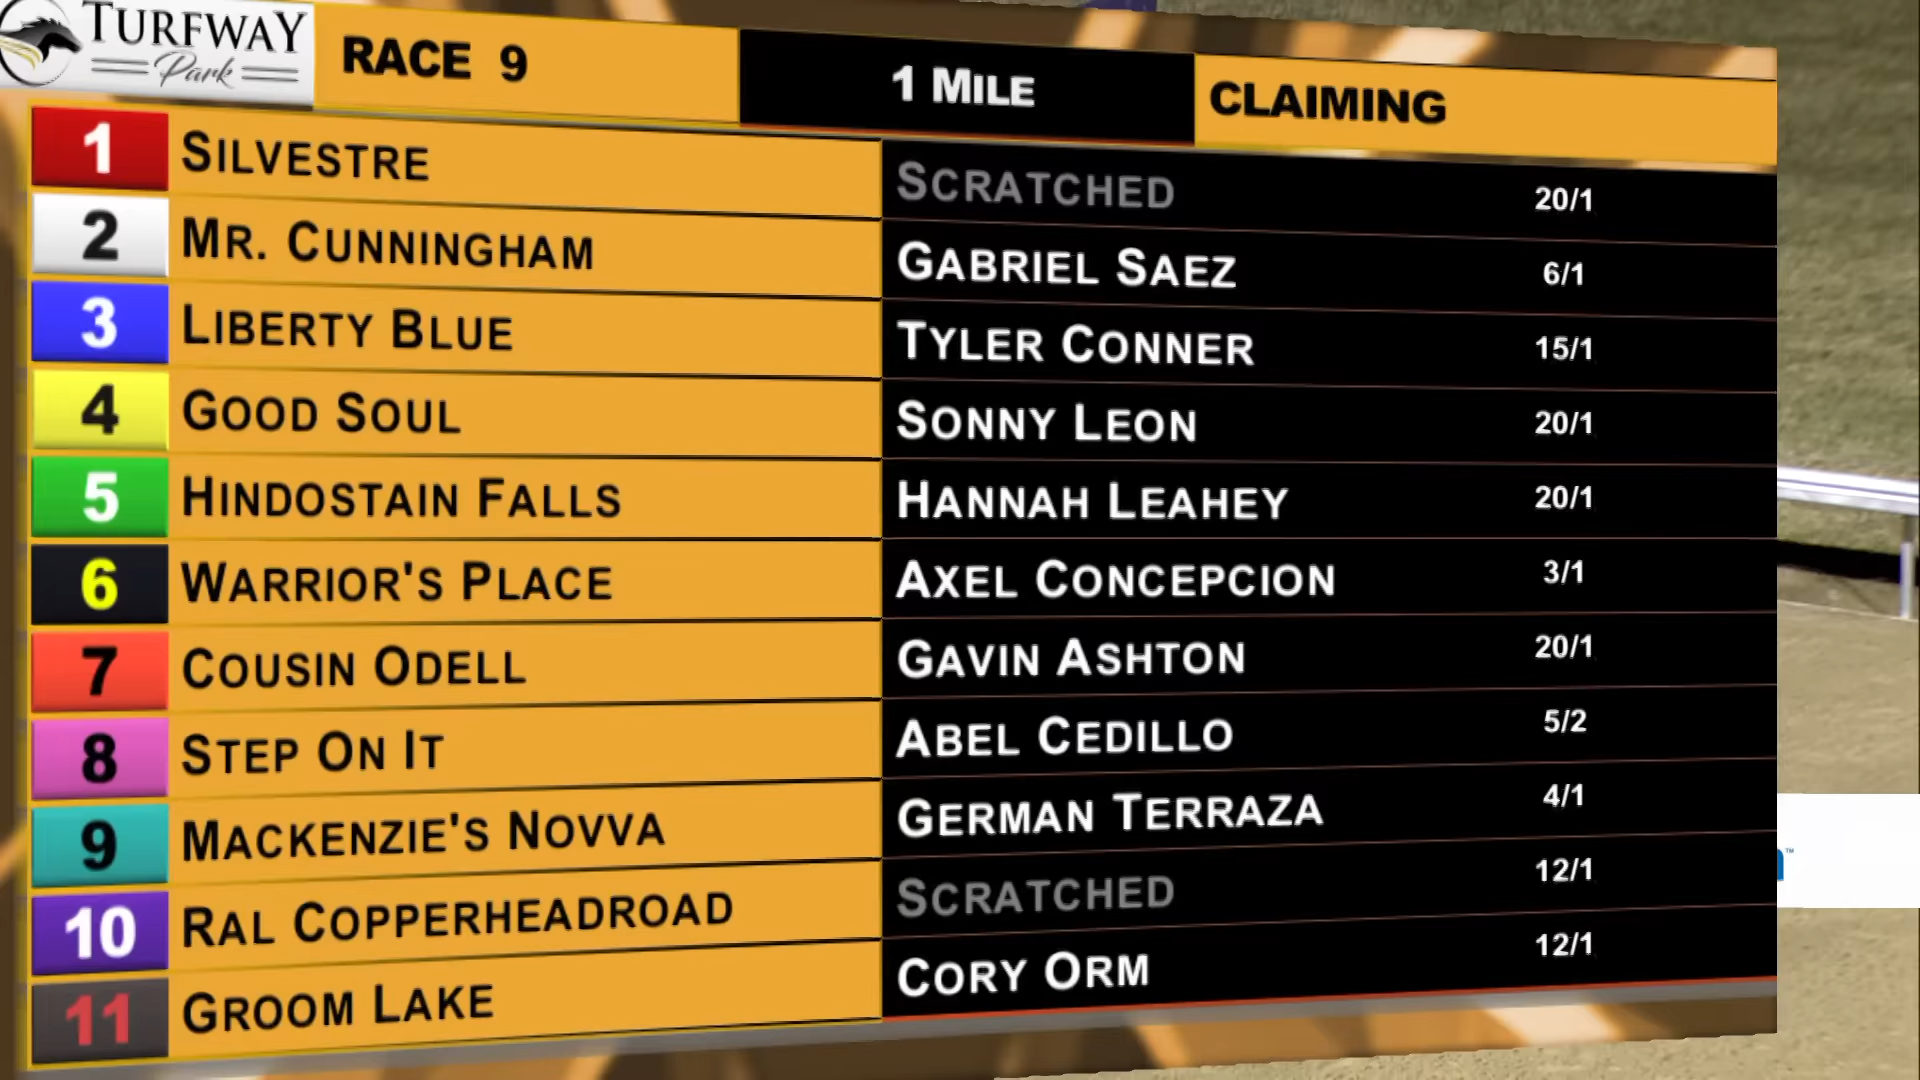 TURFWAY Park RACE 9 1 MILE CLAIMING
1 SILVESTRE SCRATCHED 20/1
2 MR. CUNNINGHAM GABRIEL SAEZ 6/1
3 LIBERTY BLUE TYLER CONNER 15/1
4 GOOD SOUL SONNY LEON 20/1
5 HINDOSTAIN FALLS HANNAH LEAHEY 20/1
6 WARRIOR'S PLACE AXEL CONCEPCION 3/1
7 COUSIN ODELL GAVIN ASHTON 20/1
8 STEP ON IT ABEL CEDILLO 5/2
9 MACKENZIE'S NOVVA GERMAN TERRAZA 4/1
10 RAL COPPERHEADROAD SCRATCHED 12/1
11 GROOM LAKE CORY ORM 12/1